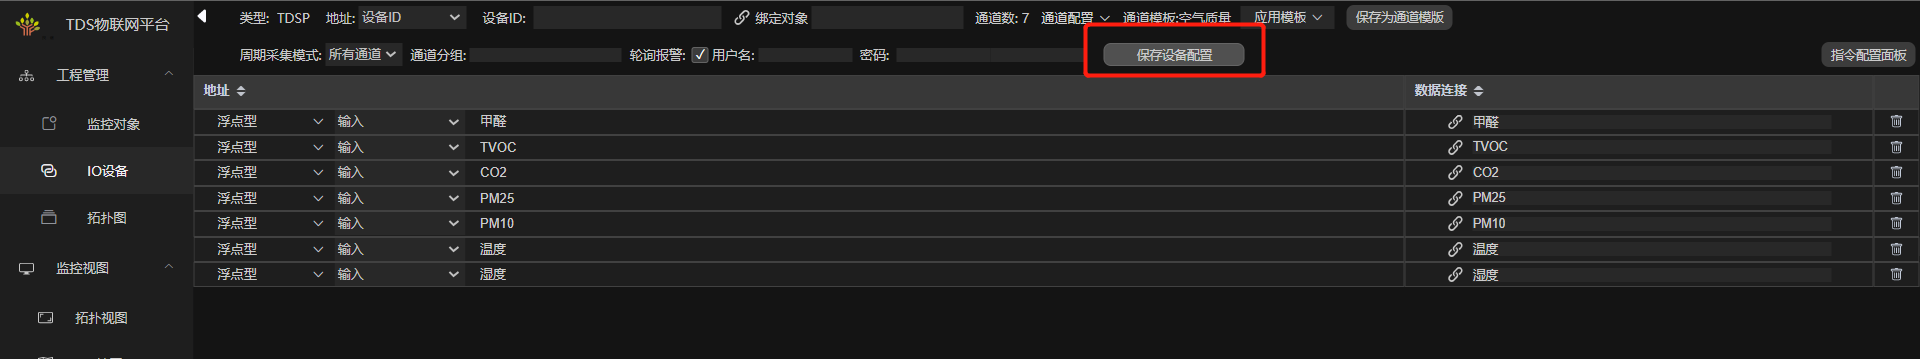 TDS物联网平台
工程管理
监控对象
IO设备
拓扑图
监控视图
拓扑视图
类型: TDSP 地址: 设备ID 设备ID: 绑定对象 通道数: 7 通道配置 通道模板:空气质量 应用模板 保存为通道模版
周期采集模式: 所有通道 通道分组: 轮询报警: 用户名: 密码: 保存设备配置 指令配置面板
地址 数据连接
浮点型 输入 甲醛 甲醛
浮点型 输入 TVOC TVOC
浮点型 输入 CO2 CO2
浮点型 输入 PM25 PM25
浮点型 输入 PM10 PM10
浮点型 输入 温度 温度
浮点型 输入 湿度 湿度